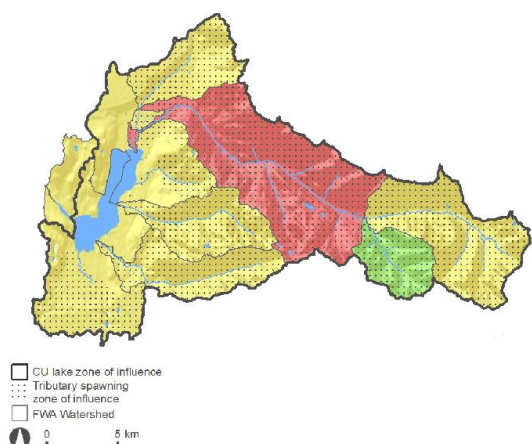 CU lake zone of influence
Tributary spawning
zone of influence
FWA Watershed
0 5 km